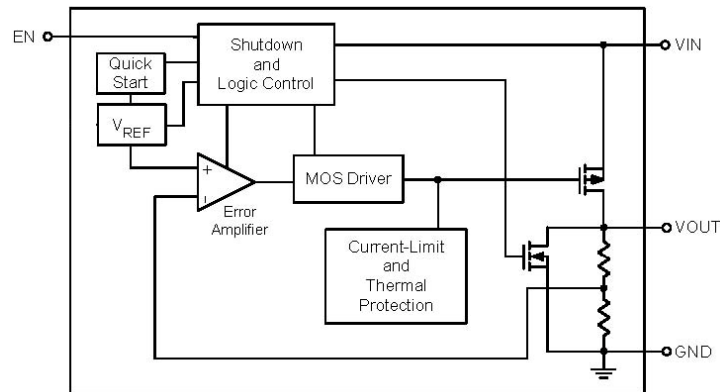 EN
Shutdown
and
Logic Control
VIN
Quick
Start
VREF
+
-
MOS Driver
Error
Amplifier
VOUT
Current-Limit
and
Thermal
Protection
GND